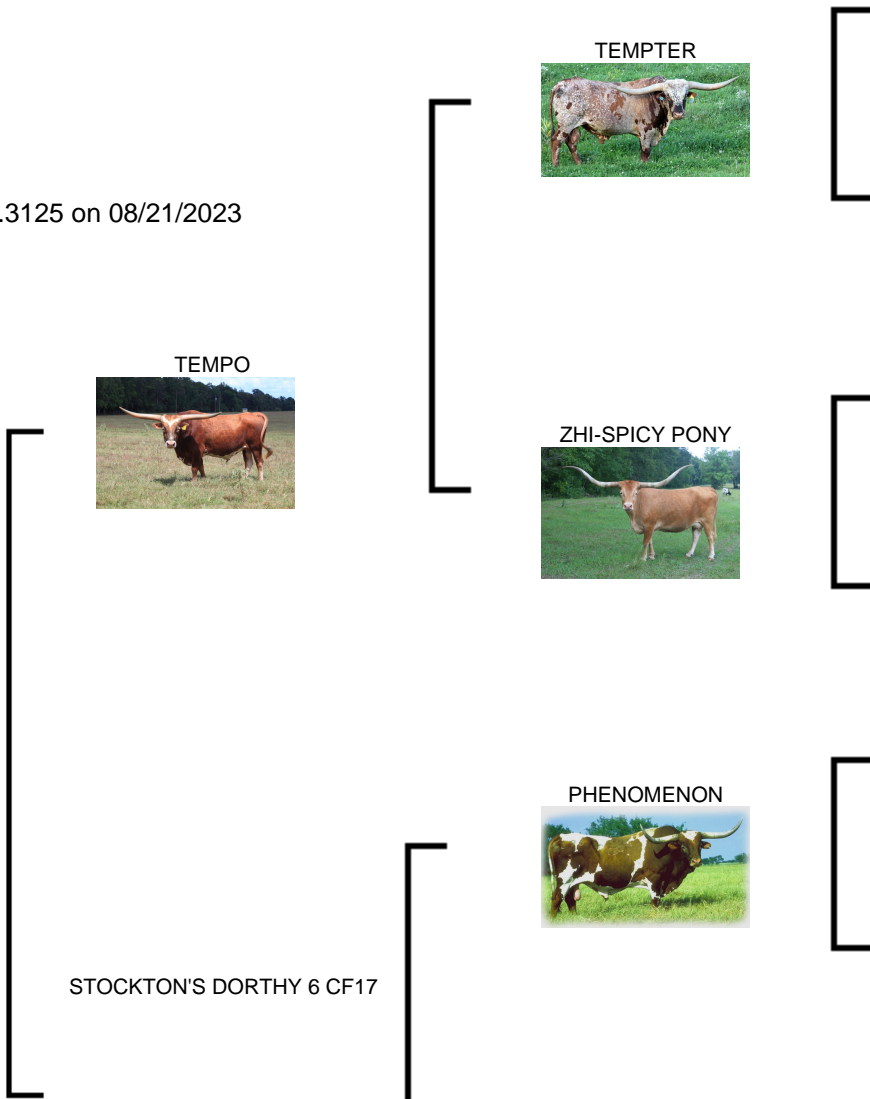 TEMPTER
.3125 on 08/21/2023
TEMPO
ZHI-SPICY PONY
PHENOMENON
STOCKTON'S DORTHY 6 CF17